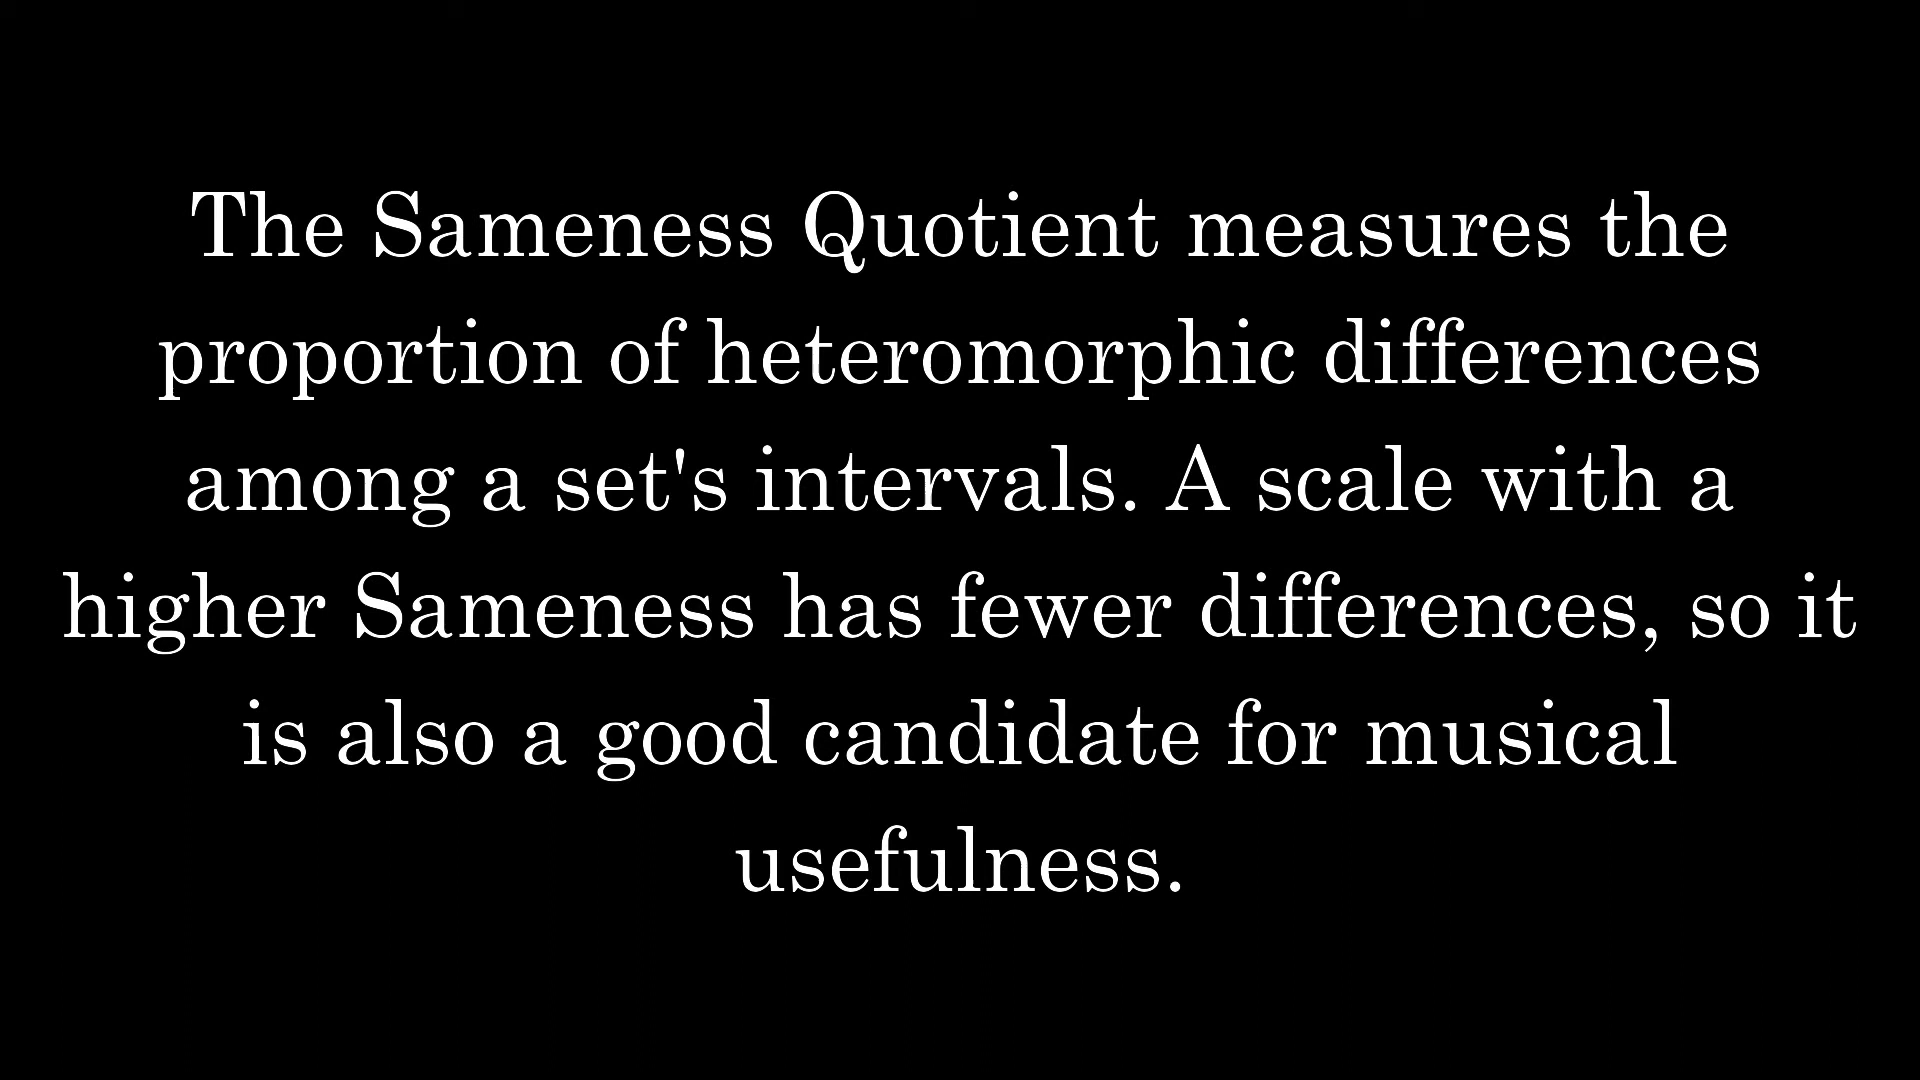 The Sameness Quotient measures the
proportion of heteromorphic differences
among a set's intervals. A scale with a
higher Sameness has fewer differences, so it
is also a good candidate for musical
usefulness.